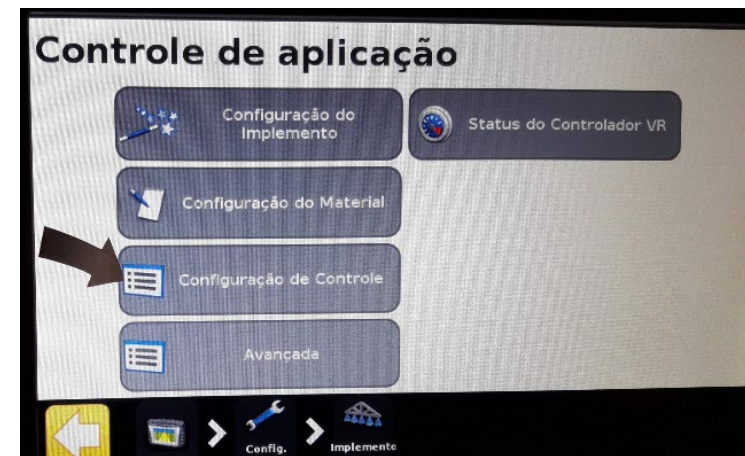 Controle de aplicação
Configuração do
Implemento
Status do Controlador VR
Configuração do Material
Configuração de Controle
Avançada
Config.
Implemento